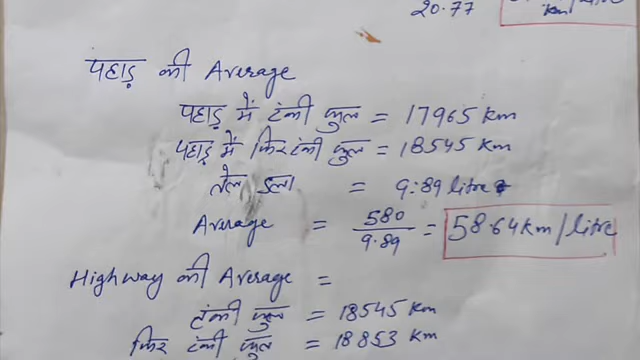 20.77
km/
पहाड़ की Average
पहाड़ में टंकी फुल = 17965 km
पहाड़ में फिर टंकी फुल = 18545 km
तेल डला = 9.89 litre
Average = 580/9.89 = 58.64 km/litre
Highway की Average =
टंकी फुल = 18545 km
फिर टंकी फुल = 18853 km